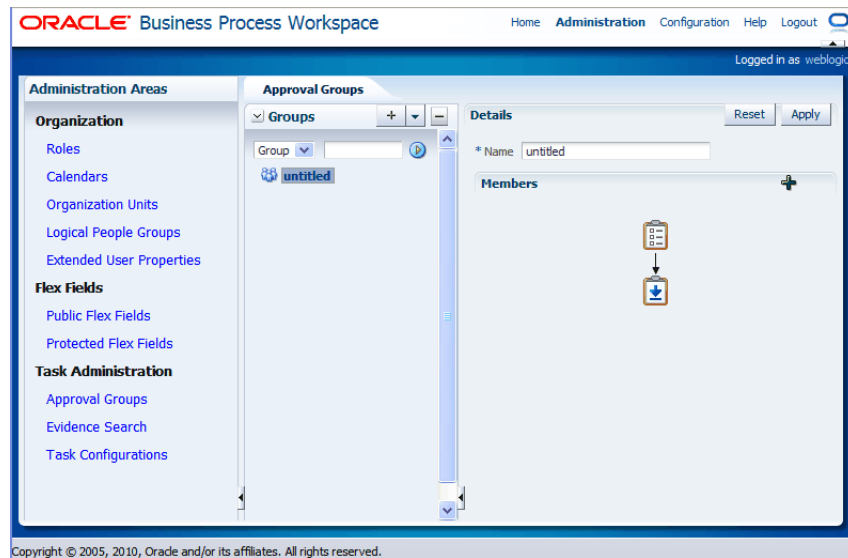 ORACLE Business Process Workspace
Home Administration Configuration Help Logout
Logged in as weblogic
Administration Areas
Organization
Roles
Calendars
Organization Units
Logical People Groups
Extended User Properties
Flex Fields
Public Flex Fields
Protected Flex Fields
Task Administration
Approval Groups
Evidence Search
Task Configurations
Approval Groups
Groups
Group
untitled
Details
Reset Apply
* Name untitled
Members
Copyright © 2005, 2010, Oracle and/or its affiliates. All rights reserved.